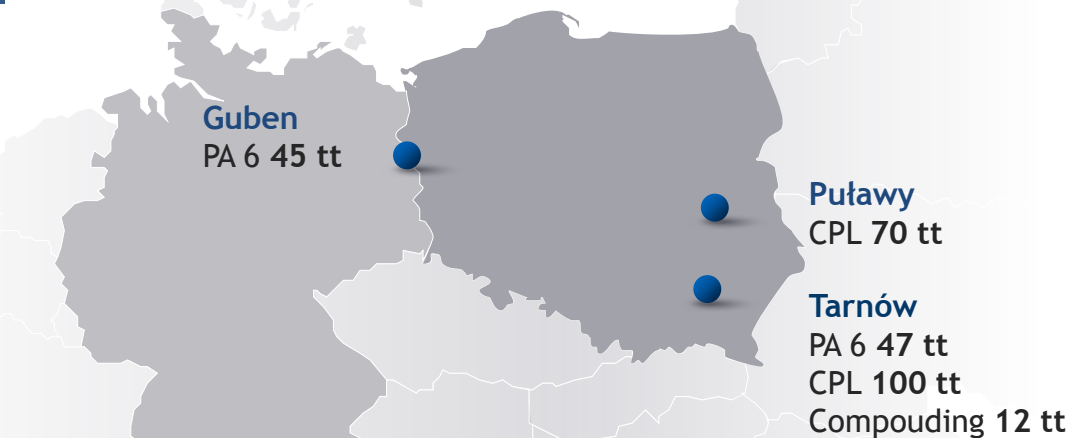 Guben
PA 6 45 tt
Puławy
CPL 70 tt
Tarnów
PA 6 47 tt
CPL 100 tt
Compouding 12 tt